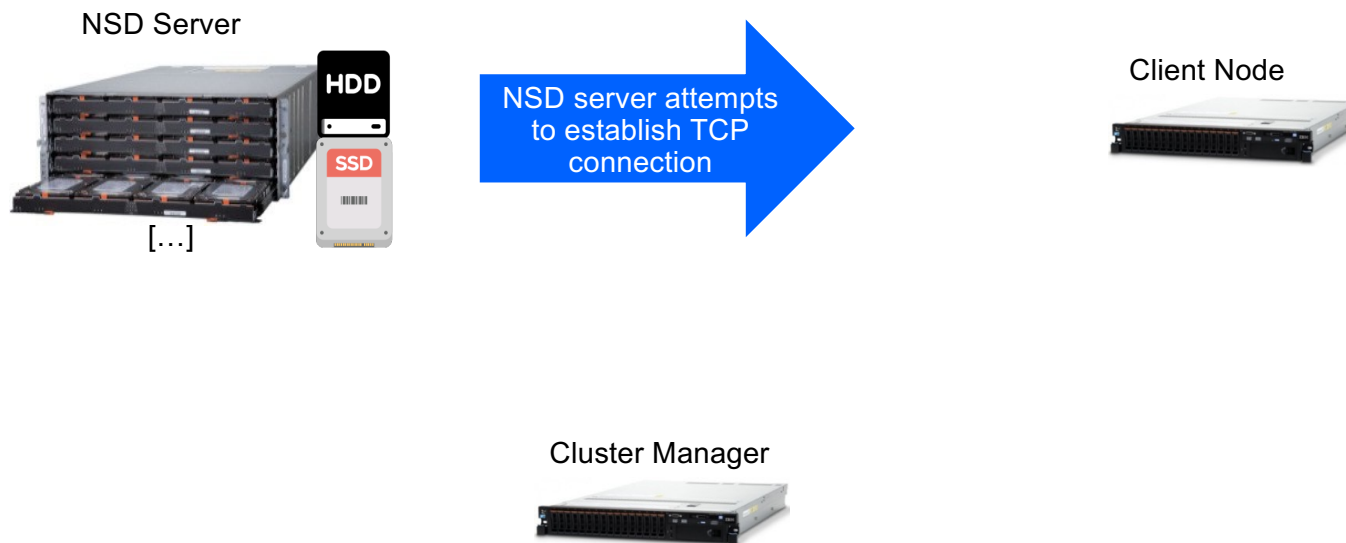 NSD Server
HDD
SSD
[…]
NSD server attempts
to establish TCP
connection
Client Node
Cluster Manager